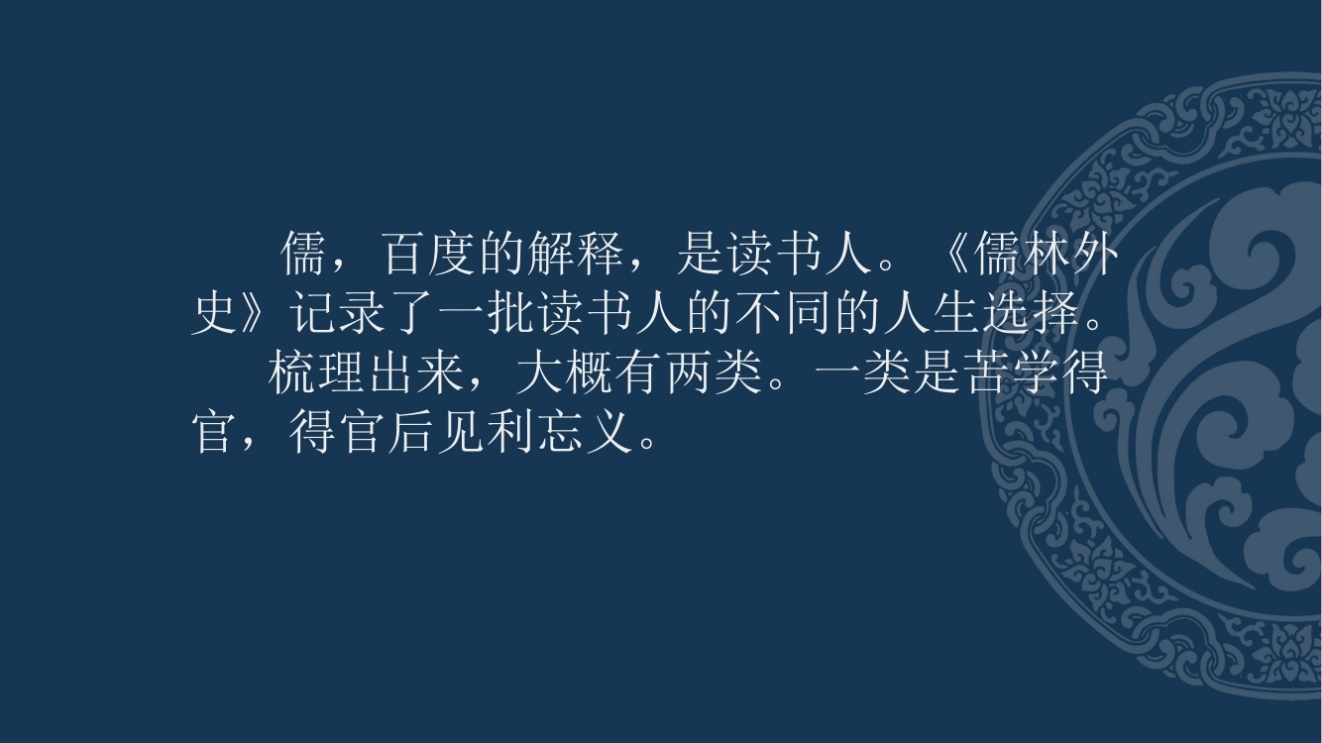 儒，百度的解释，是读书人。《儒林外
史》记录了一批读书人的不同的人生选择。
梳理出来，大概有两类。一类是苦学得
官，得官后见利忘义。